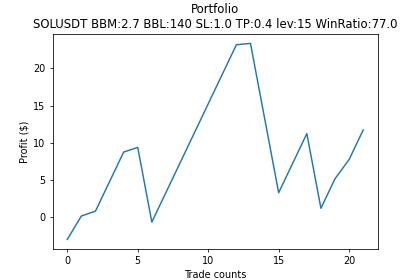 Portfolio
SOLUSDT BBM:2.7 BBL:140 SL:1.0 TP:0.4 lev:15 WinRatio:77.0
Profit ($)
20
15
10
5
0
0
5
10
15
20
Trade counts